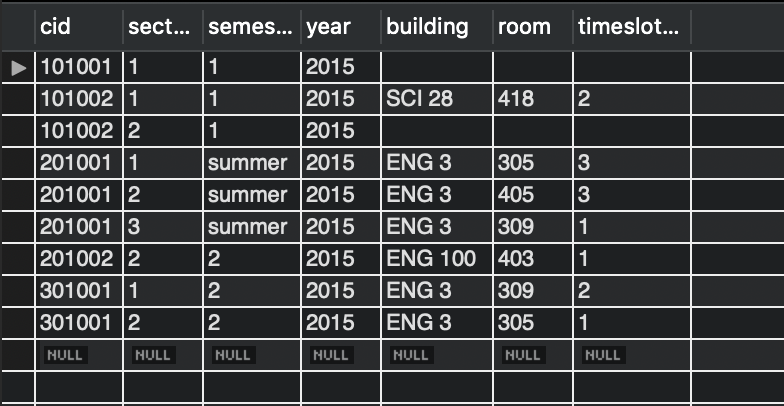 cid sect... semes... year building room timeslot...
101001 1 1 2015
101002 1 1 2015 SCI 28 418 2
101002 2 1 2015
201001 1 summer 2015 ENG 3 305 3
201001 2 summer 2015 ENG 3 405 3
201001 3 summer 2015 ENG 3 309 1
201002 2 2 2015 ENG 100 403 1
301001 1 2 2015 ENG 3 309 2
301001 2 2 2015 ENG 3 305 1
NULL NULL NULL NULL NULL NULL NULL